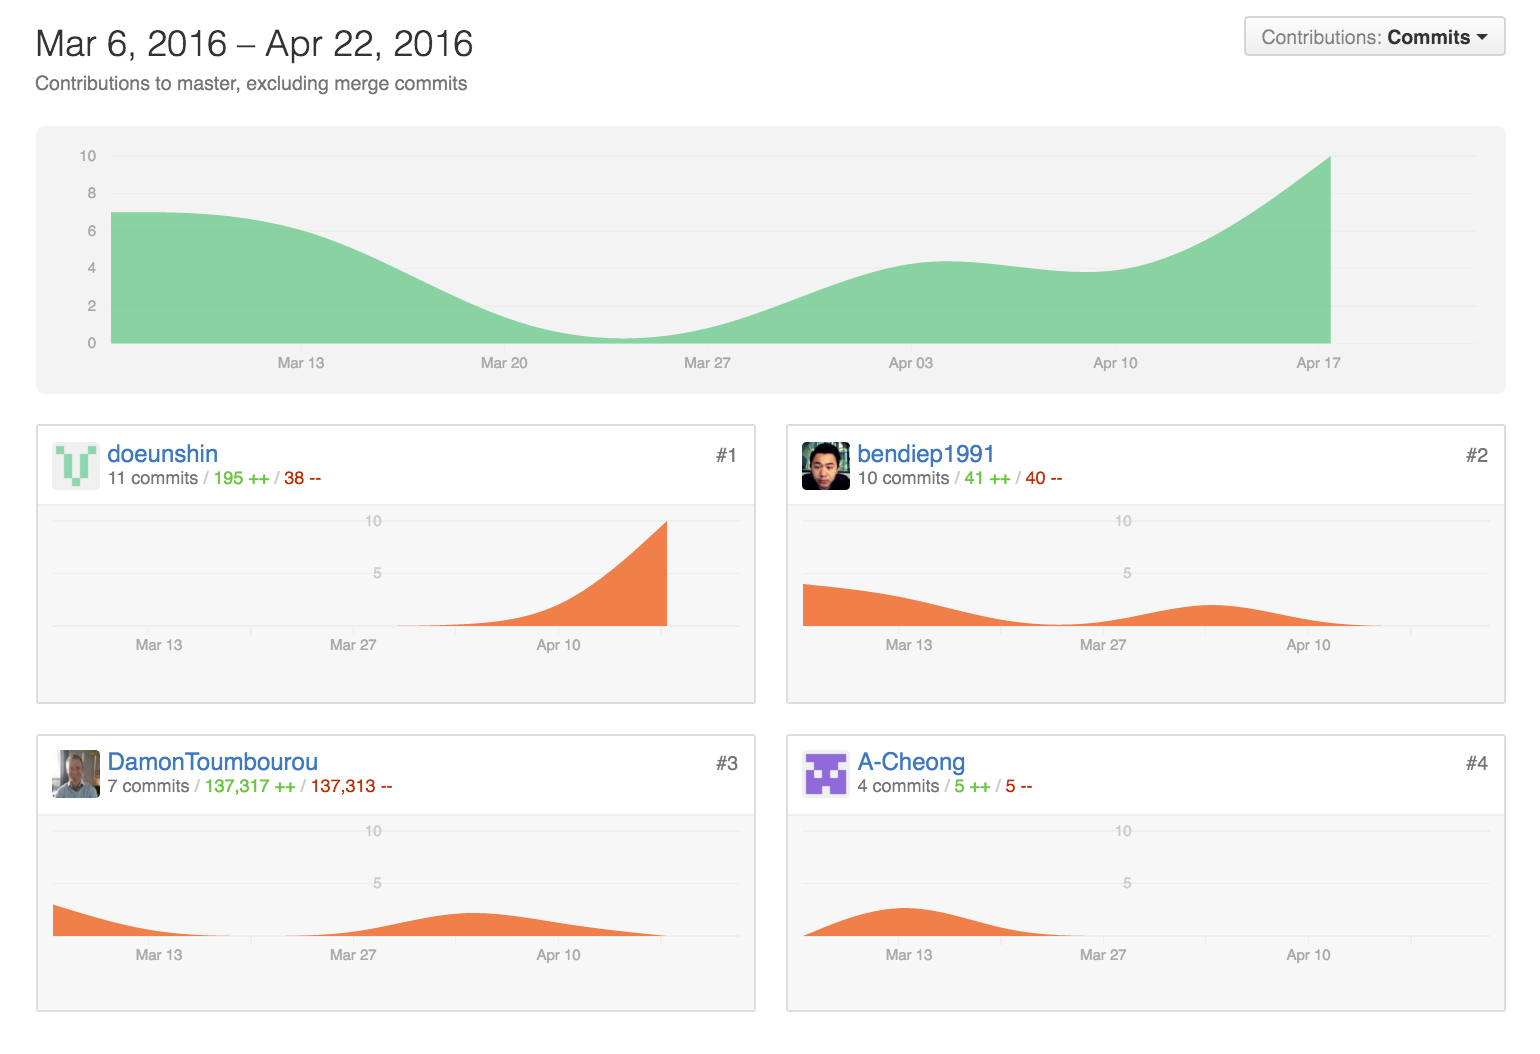 Mar 6, 2016 – Apr 22, 2016
Contributions: Commits
Contributions to master, excluding merge commits
10
8
6
4
2
0
Mar 13 Mar 20 Mar 27 Apr 03 Apr 10 Apr 17
doeunshin #1
11 commits / 195 ++ / 38 --
10
5
Mar 13 Mar 27 Apr 10
bendiep1991 #2
10 commits / 41 ++ / 40 --
10
5
Mar 13 Mar 27 Apr 10
DamonToumbourou #3
7 commits / 137,317 ++ / 137,313 --
10
5
Mar 13 Mar 27 Apr 10
A-Cheong #4
4 commits / 5 ++ / 5 --
10
5
Mar 13 Mar 27 Apr 10